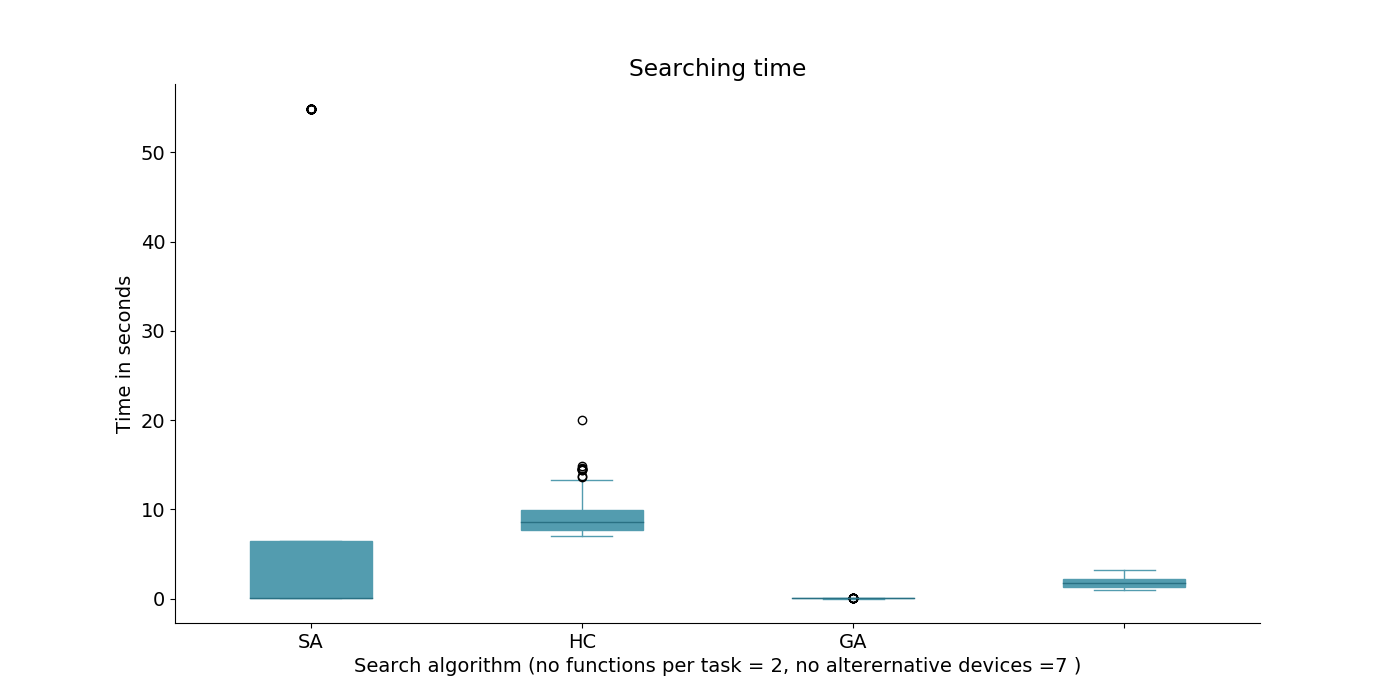 Searching time
50
40
30
20
10
0
Time in seconds
SA HC GA
Search algorithm (no functions per task = 2, no alterernative devices =7 )